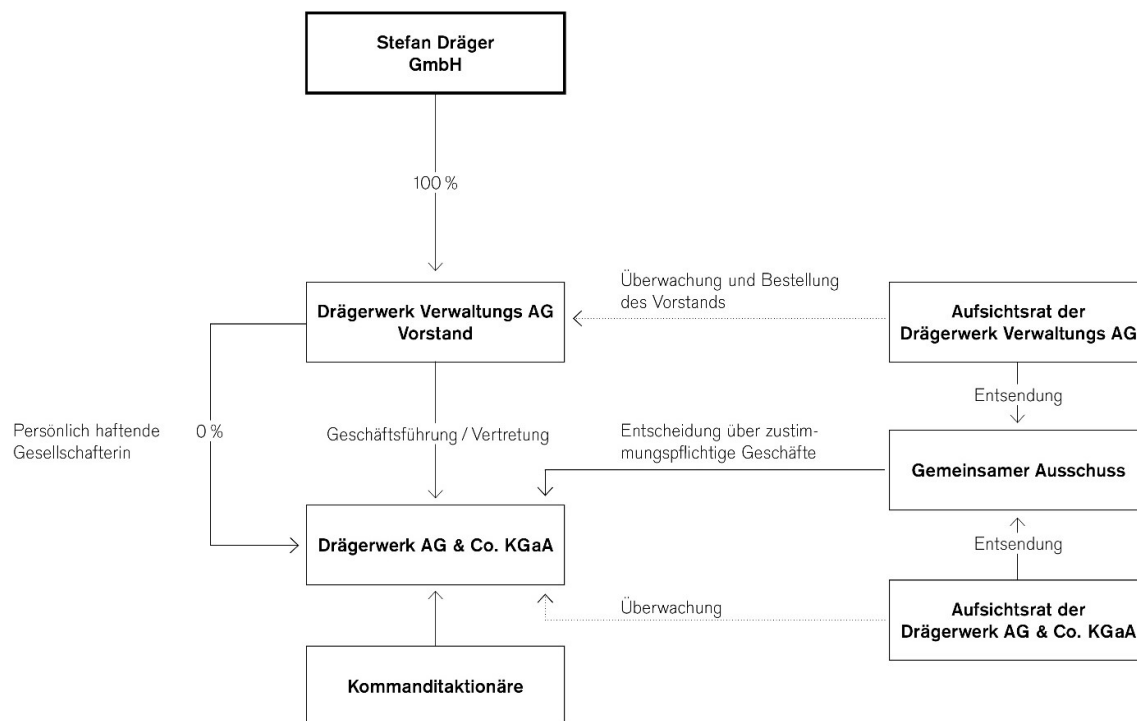 Stefan Dräger
GmbH
100 %
Überwachung und Bestellung
des Vorstands
Drägerwerk Verwaltungs AG
Vorstand
Aufsichtsrat der
Drägerwerk Verwaltungs AG
Entsendung
Persönlich haftende
Gesellschafterin
0 %
Geschäftsführung / Vertretung
Entscheidung über zustim-
mungspflichtige Geschäfte
Gemeinsamer Ausschuss
Drägerwerk AG & Co. KGaA
Entsendung
Überwachung
Aufsichtsrat der
Drägerwerk AG & Co. KGaA
Kommanditaktionäre